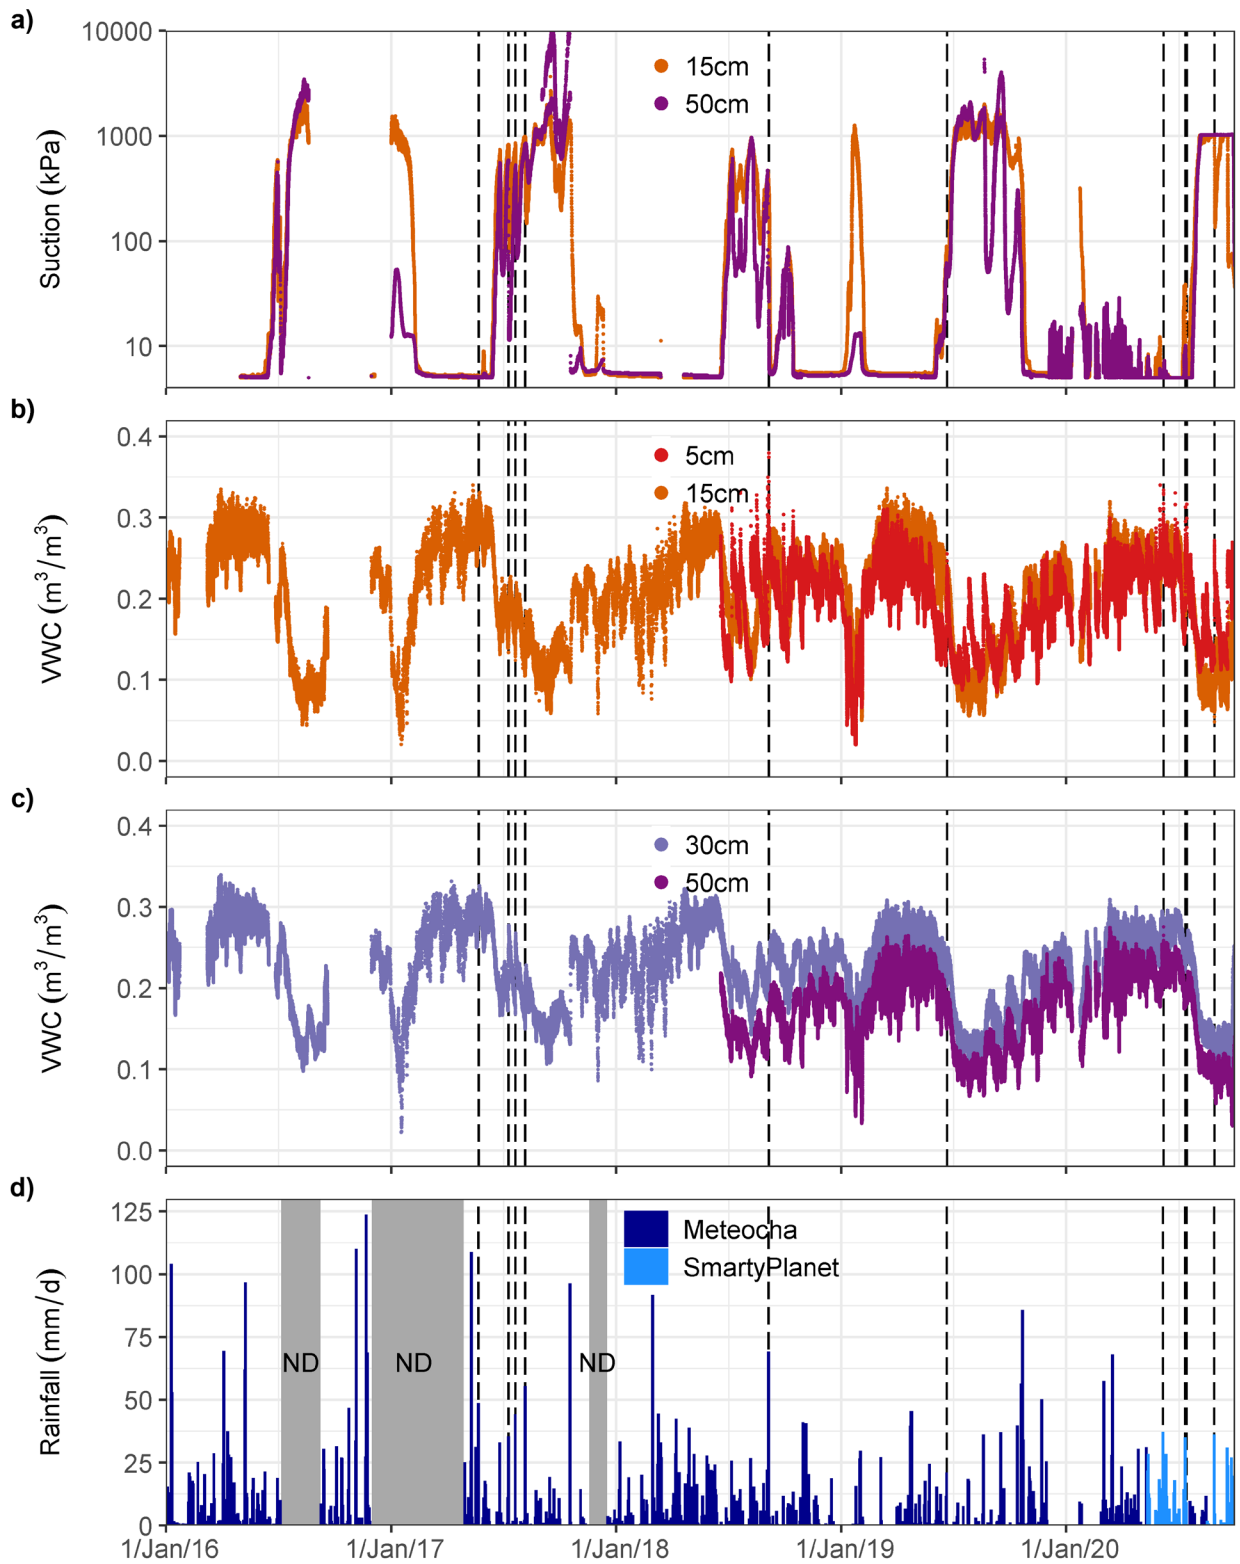 a)
10000
1000
100
10
Suction (kPa)
15cm
50cm
b)
0.4
0.3
0.2
0.1
0.0
VWC (m³/m³)
5cm
15cm
c)
0.4
0.3
0.2
0.1
0.0
VWC (m³/m³)
30cm
50cm
d)
125
100
75
50
25
0
Rainfall (mm/d)
ND
ND
ND
Meteocha
SmartyPlanet
1/Jan/16
1/Jan/17
1/Jan/18
1/Jan/19
1/Jan/20